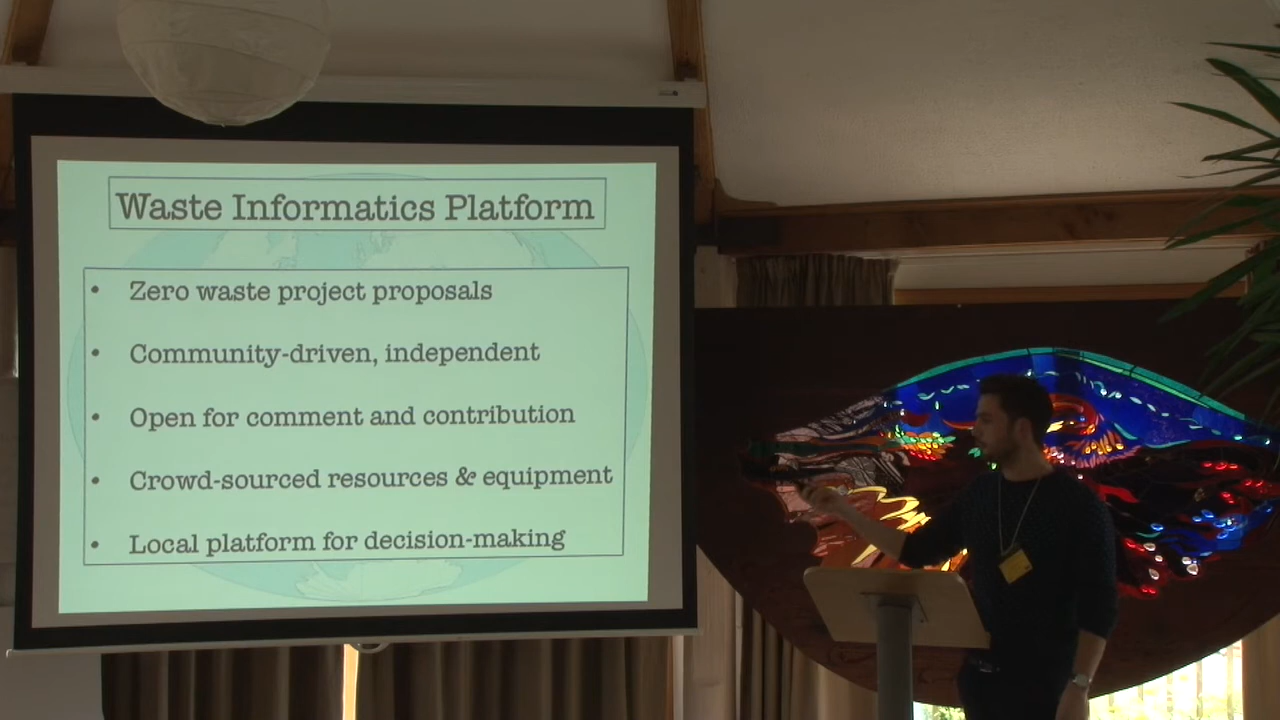 Waste Informatics Platform
• Zero waste project proposals
• Community-driven, independent
• Open for comment and contribution
• Crowd-sourced resources & equipment
• Local platform for decision-making